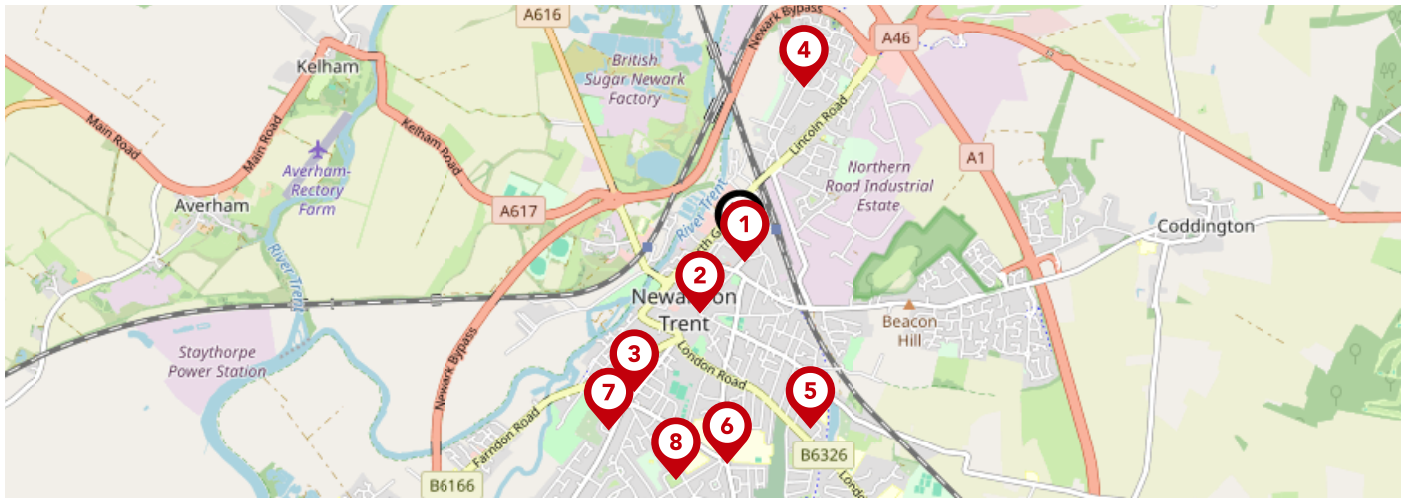 A616
Newark Bypass
4
A46
Kelham
British
Sugar Newark
Factory
Main Road
Main Road
Kelham Road
Lincoln Road
A1
Averham-
Rectory
Farm
Northern
Road Industrial
Estate
Averham
A617
River Trent
1
Coddington
River Trent
2
Newark on
Trent
Beacon
Hill
Staythorpe
Power Station
Newark Bypass
3
London Road
7
5
Farndon Road
6
8
B6326
B6166